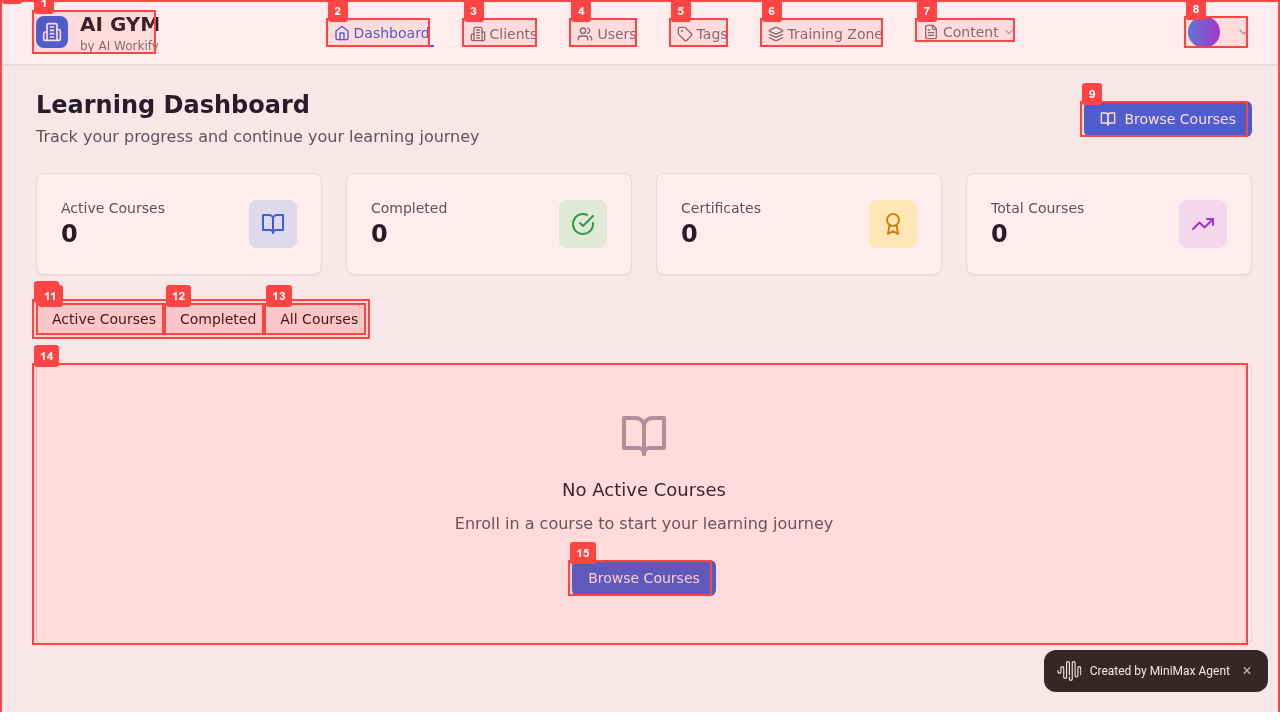 1
AI GYM
by AI Workify
2
Dashboard
3
Clients
4
Users
5
Tags
6
Training Zone
7
Content
8
Learning Dashboard
Track your progress and continue your learning journey
9
Browse Courses
Active Courses
0
Completed
0
Certificates
0
Total Courses
0
11
Active Courses
12
Completed
13
All Courses
14
No Active Courses
Enroll in a course to start your learning journey
15
Browse Courses
Created by MiniMax Agent ×